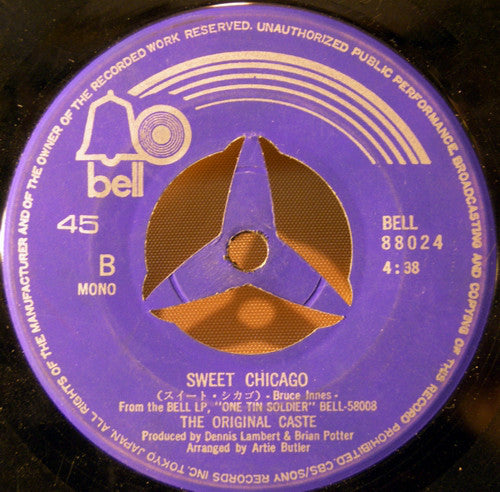 ALL RIGHTS OF THE MANUFACTURER AND OF THE OWNER OF THE RECORDED WORK RESERVED. UNAUTHORIZED PUBLIC PERFORMANCE, BROADCASTING AND COPYING OF THIS RECORD PROHIBITED. CBS/SONY RECORDS INC. TOKYO JAPAN.
bell
45
BELL
88024
B
MONO
4:38
SWEET CHICAGO
(スイート・シカゴ) - Bruce Innes -
From the BELL LP, "ONE TIN SOLDIER" BELL-58008
THE ORIGINAL CASTE
Produced by Dennis Lambert & Brian Potter
Arranged by Artie Butler